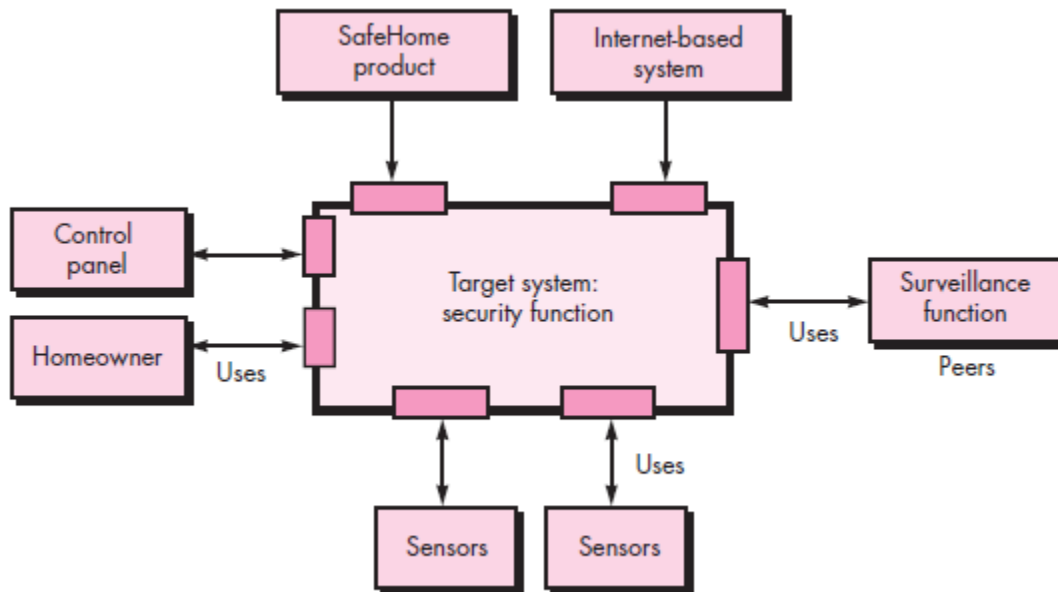 SafeHome
product
Internet-based
system
Control
panel
Target system:
security function
Surveillance
function
Uses
Peers
Homeowner
Uses
Uses
Sensors
Sensors